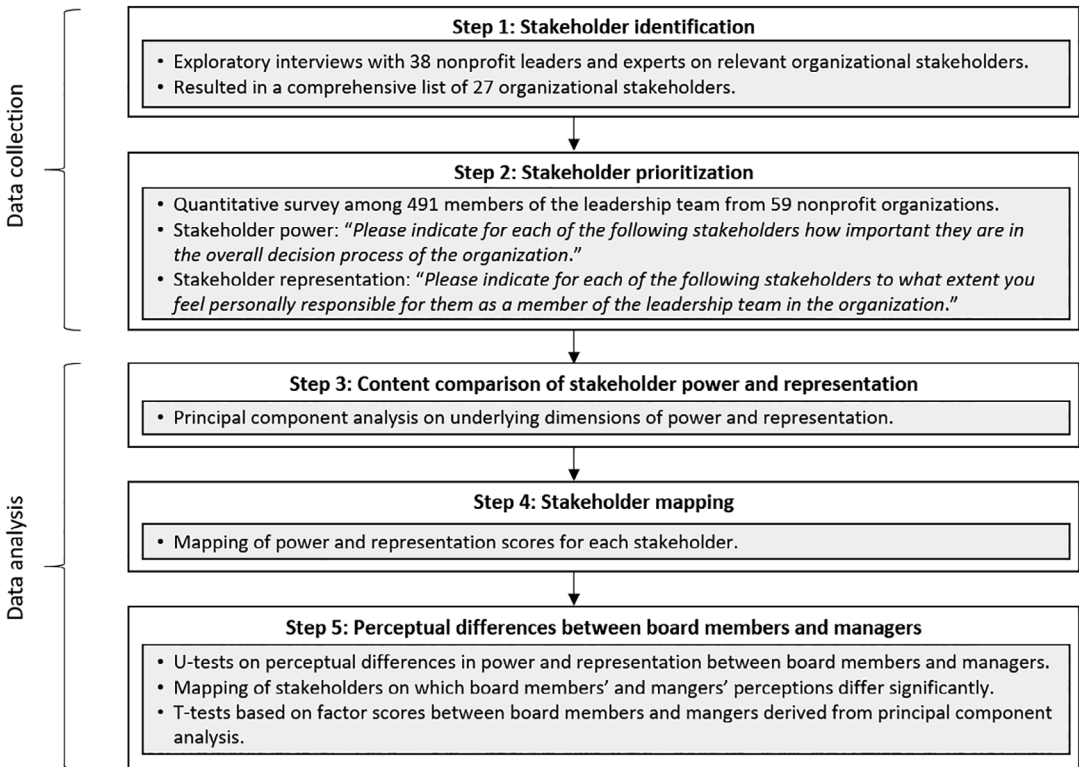 Data collection
Step 1: Stakeholder identification
• Exploratory interviews with 38 nonprofit leaders and experts on relevant organizational stakeholders.
• Resulted in a comprehensive list of 27 organizational stakeholders.
Step 2: Stakeholder prioritization
• Quantitative survey among 491 members of the leadership team from 59 nonprofit organizations.
• Stakeholder power: “Please indicate for each of the following stakeholders how important they are in
the overall decision process of the organization.”
• Stakeholder representation: “Please indicate for each of the following stakeholders to what extent you
feel personally responsible for them as a member of the leadership team in the organization.”
Data analysis
Step 3: Content comparison of stakeholder power and representation
• Principal component analysis on underlying dimensions of power and representation.
Step 4: Stakeholder mapping
• Mapping of power and representation scores for each stakeholder.
Step 5: Perceptual differences between board members and managers
• U-tests on perceptual differences in power and representation between board members and managers.
• Mapping of stakeholders on which board members’ and mangers’ perceptions differ significantly.
• T-tests based on factor scores between board members and mangers derived from principal component
analysis.